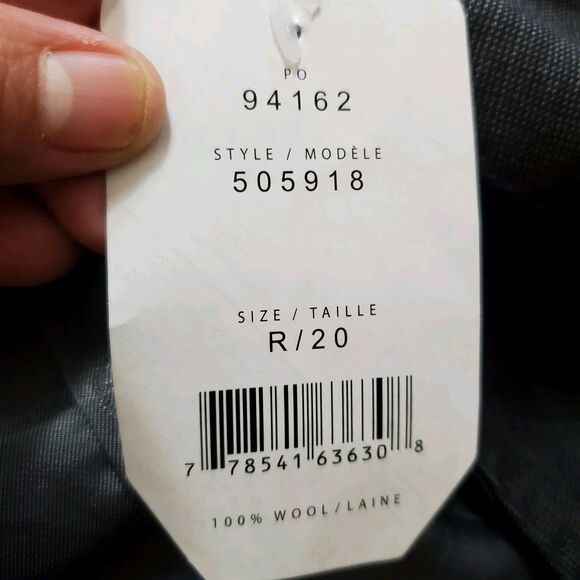 PO
94162
STYLE / MODÈLE
505918
SIZE / TAILLE
R/20
7 78541 63630 8
100% WOOL/LAINE